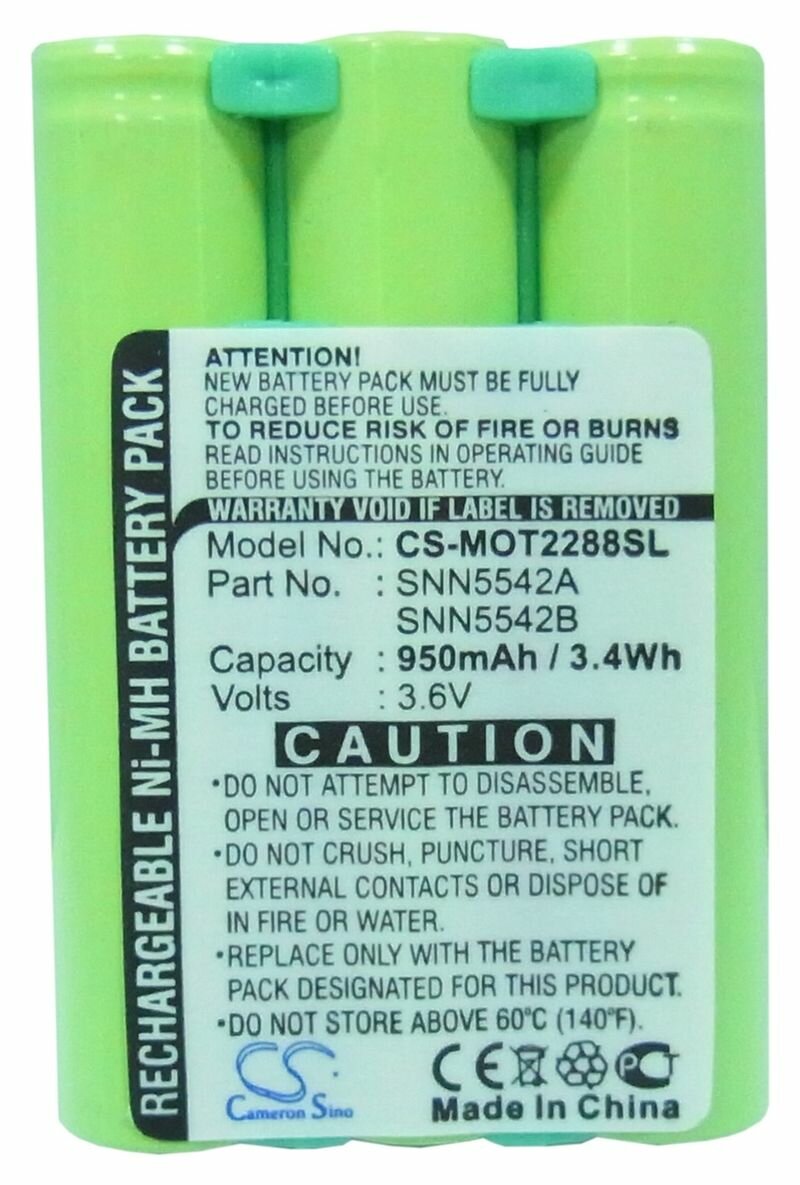 RECHARGEABLE Ni-MH BATTERY PACK
ATTENTION!
NEW BATTERY PACK MUST BE FULLY
CHARGED BEFORE USE.
TO REDUCE RISK OF FIRE OR BURNS
READ INSTRUCTIONS IN OPERATING GUIDE
BEFORE USING THE BATTERY.
WARRANTY VOID IF LABEL IS REMOVED
Model No.: CS-MOT2288SL
Part No. : SNN5542A
SNN5542B
Capacity : 950mAh / 3.4Wh
Volts : 3.6V
CAUTION
•DO NOT ATTEMPT TO DISASSEMBLE,
OPEN OR SERVICE THE BATTERY PACK.
•DO NOT CRUSH, PUNCTURE, SHORT
EXTERNAL CONTACTS OR DISPOSE OF
IN FIRE OR WATER.
•REPLACE ONLY WITH THE BATTERY
PACK DESIGNATED FOR THIS PRODUCT.
•DO NOT STORE ABOVE 60°C (140°F).
CS CE PCT
Cameron Sino Made In China